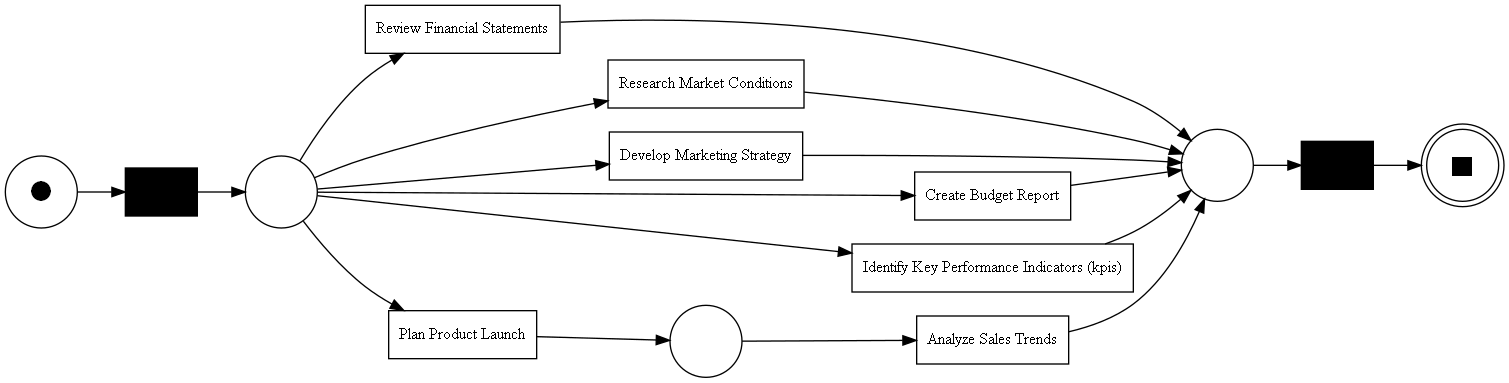 Review Financial Statements
Research Market Conditions
Develop Marketing Strategy
Create Budget Report
Identify Key Performance Indicators (kpis)
Plan Product Launch
Analyze Sales Trends